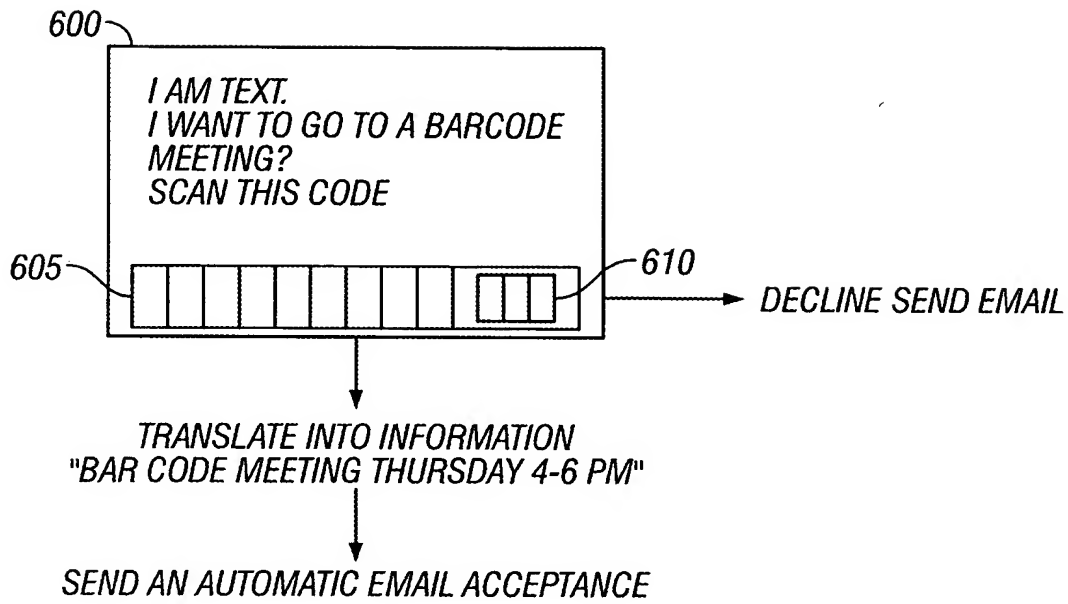 600
I AM TEXT.
I WANT TO GO TO A BARCODE
MEETING?
SCAN THIS CODE
605
610
DECLINE SEND EMAIL
TRANSLATE INTO INFORMATION
"BAR CODE MEETING THURSDAY 4-6 PM"
SEND AN AUTOMATIC EMAIL ACCEPTANCE